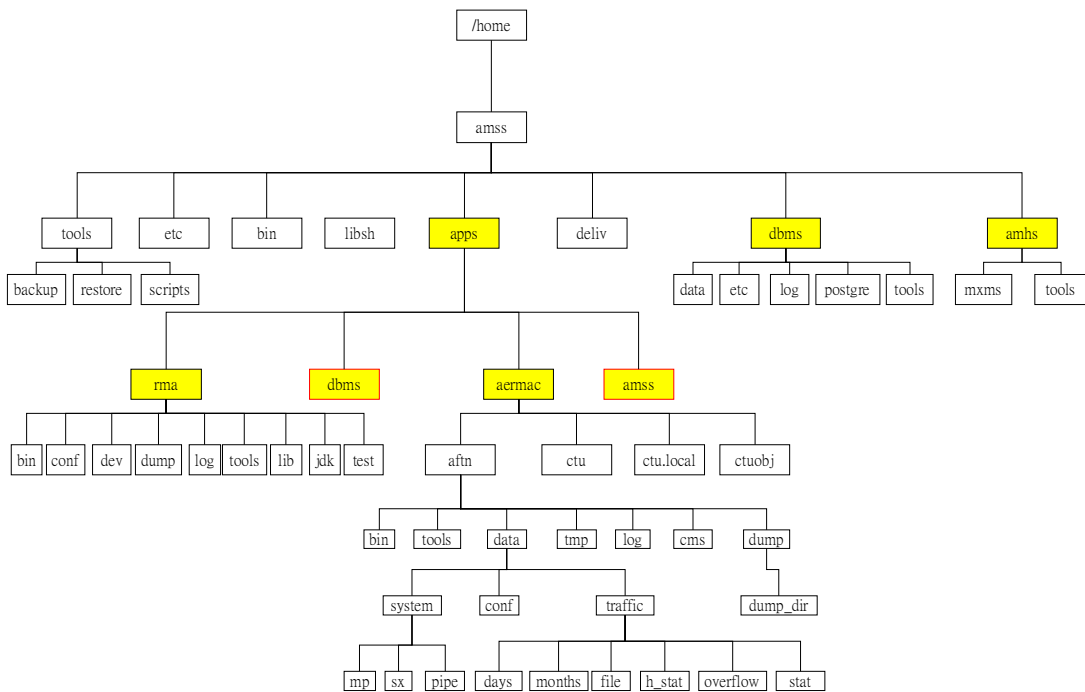 /home
amss
tools etc bin libsh apps deliv dbms amhs
backup restore scripts data etc log postgre tools mxms tools
rma dbms aermac amss
bin conf dev dump log tools lib jdk test aftn ctu ctu.local ctuobj
bin tools data tmp log cms dump
system conf traffic dump_dir
mp sx pipe days months file h_stat overflow stat